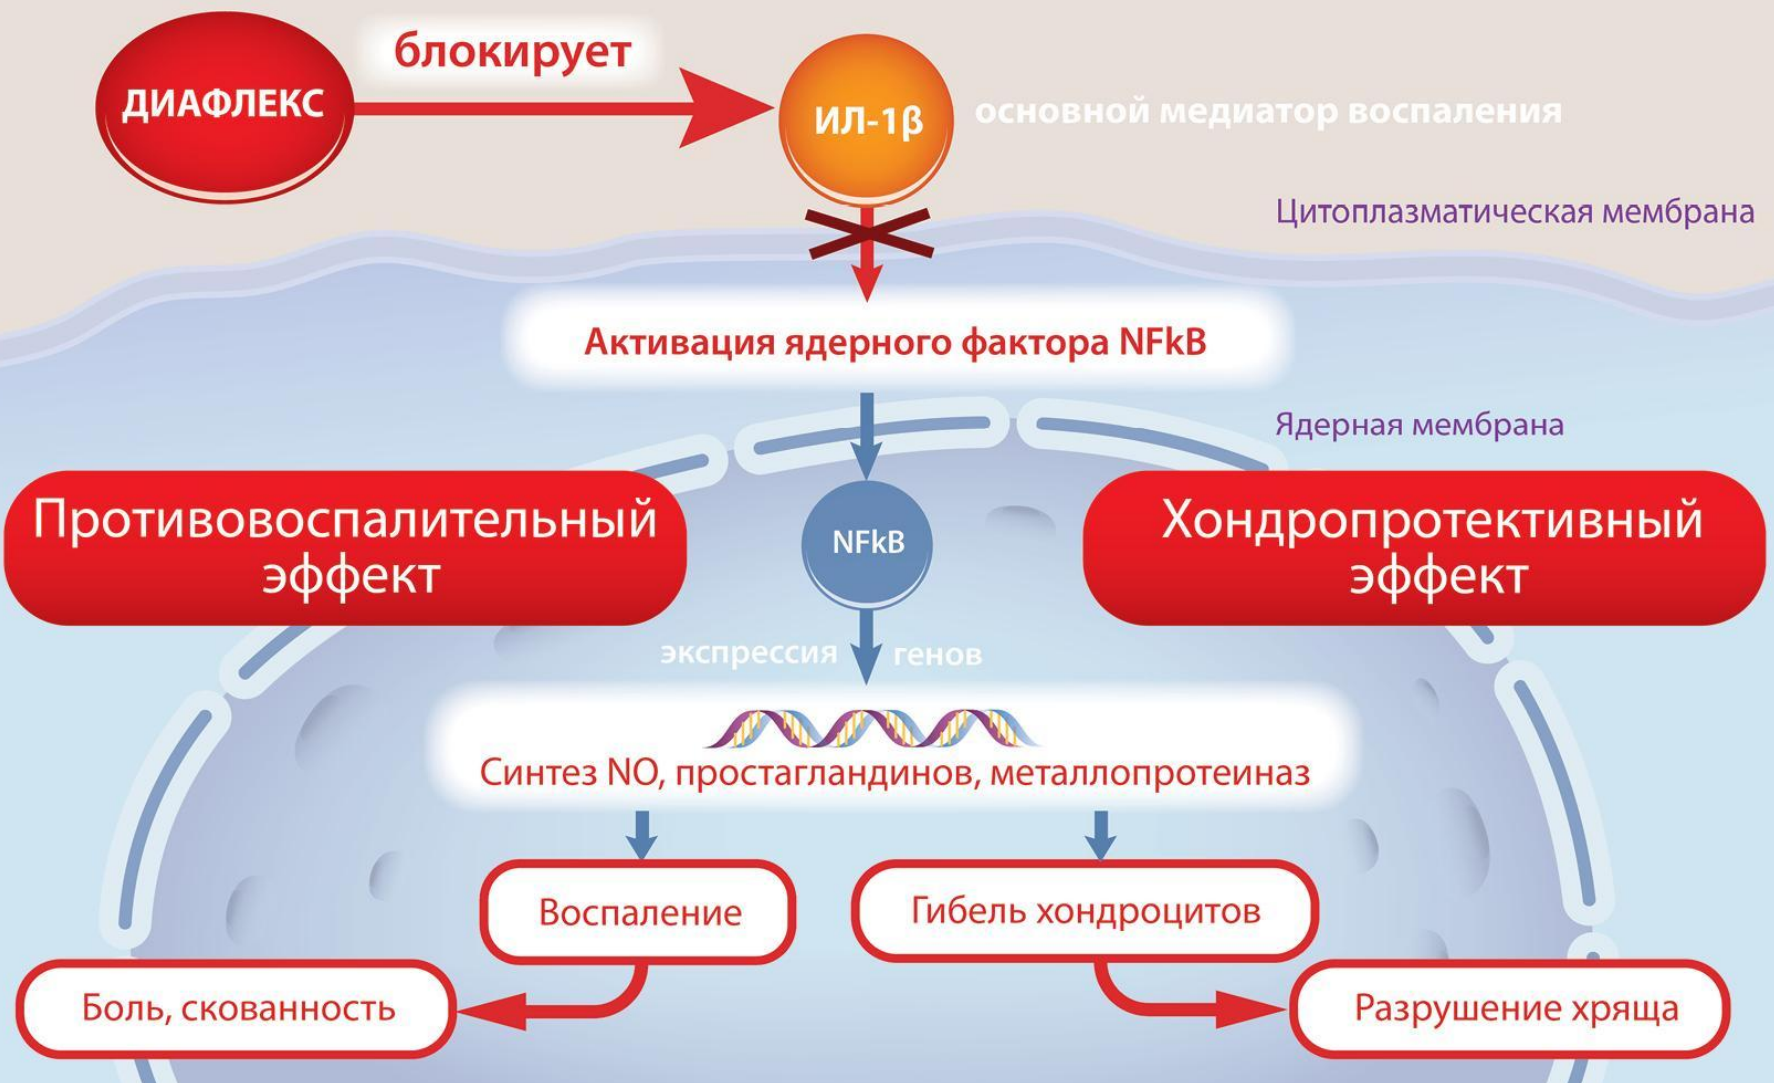 ДИАФЛЕКС
блокирует
ИЛ-1β
основной медиатор воспаления
Цитоплазматическая мембрана
Активация ядерного фактора NFkB
Ядерная мембрана
Противовоспалительный
эффект
NFkB
Хондропротективный
эффект
экспрессия генов
Синтез NO, простагландинов, металлопротеиназ
Воспаление
Гибель хондроцитов
Боль, скованность
Разрушение хряща